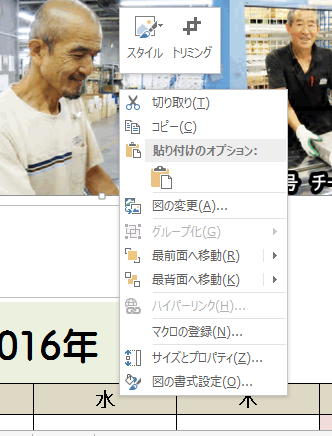 スタイル トリミング
切り取り(T)
コピー(C)
貼り付けのオプション:
図の変更(A)...
グループ化(G)
最前面へ移動(R)
最背面へ移動(K)
ハイパーリンク(H)...
マクロの登録(N)...
サイズとプロパティ(Z)...
図の書式設定(O)...
号 チ
016年
水 木